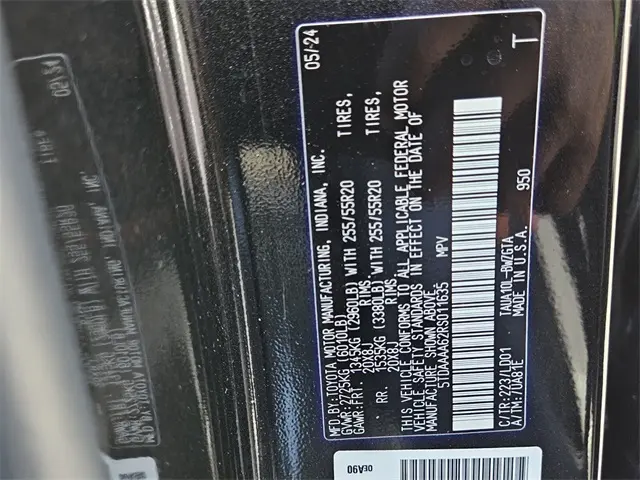 05/24
MFD.BY:TOYOTA MOTOR MANUFACTURING, INDIANA, INC.
GVWR:2725KG (6010LB)
GAWR:FRT. 1345KG (2960LB) WITH 255/55R20 TIRES,
20X8J RIMS
RR. 1535KG (3380LB) WITH 255/55R20 TIRES,
20X8J RIMS
THIS VEHICLE CONFORMS TO ALL APPLICABLE FEDERAL MOTOR
VEHICLE SAFETY STANDARDS IN EFFECT ON THE DATE OF
MANUFACTURE SHOWN ABOVE.
5TDAAAA62RS011635 MPV
C/TR:223/LD01 TAUA10L-BWZGTA 950
A/TM:70A81E MADE IN U.S.A. T
0EA90